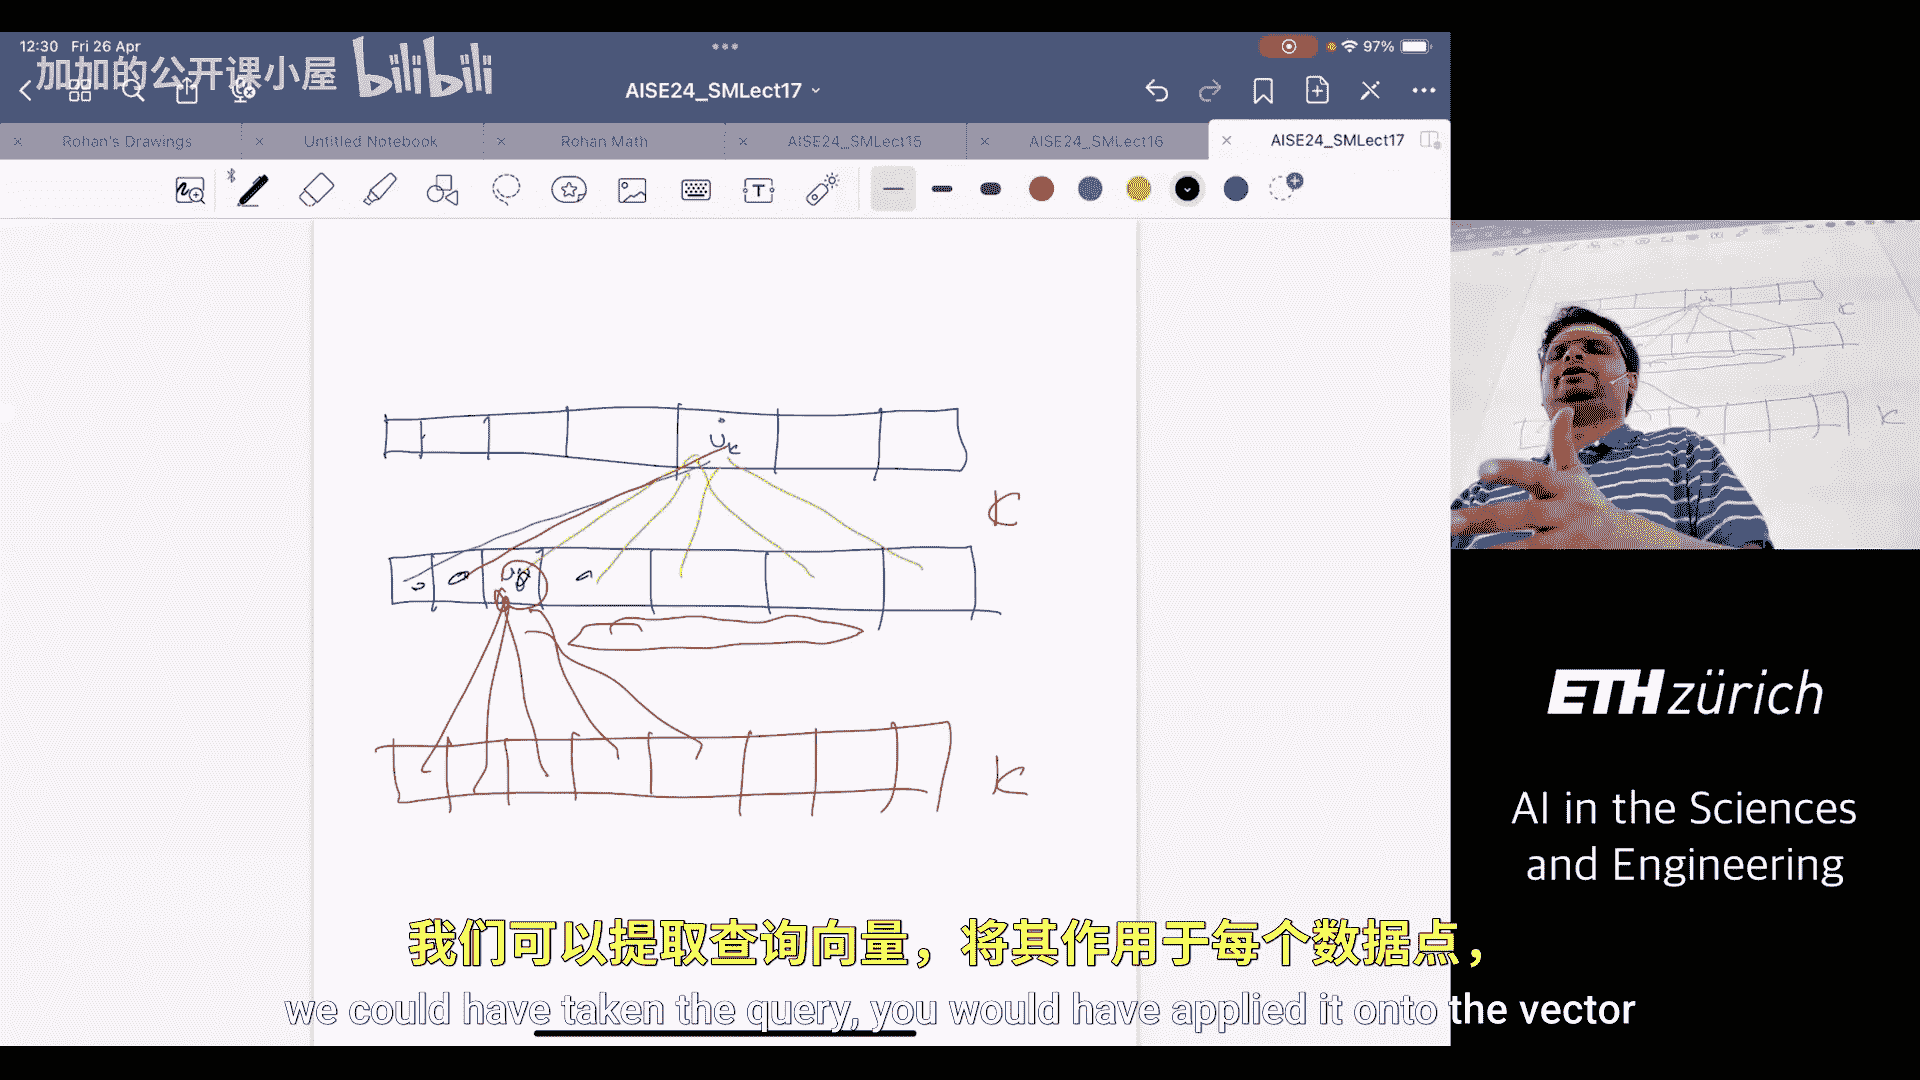 12:30 Fri 26 Apr
97%
加加的公开课小屋 bilibili
AISE24_SMLect17
Rohan's Drawings
Untitled Notebook
Rohan Math
AISE24_SMLect15
AISE24_SMLect16
AISE24_SMLect17
T
K
K
ETH zürich
AI in the Sciences
and Engineering
我们可以提取查询向量，将其作用于每个数据点，
we could have taken the query, you would have applied it onto the vector